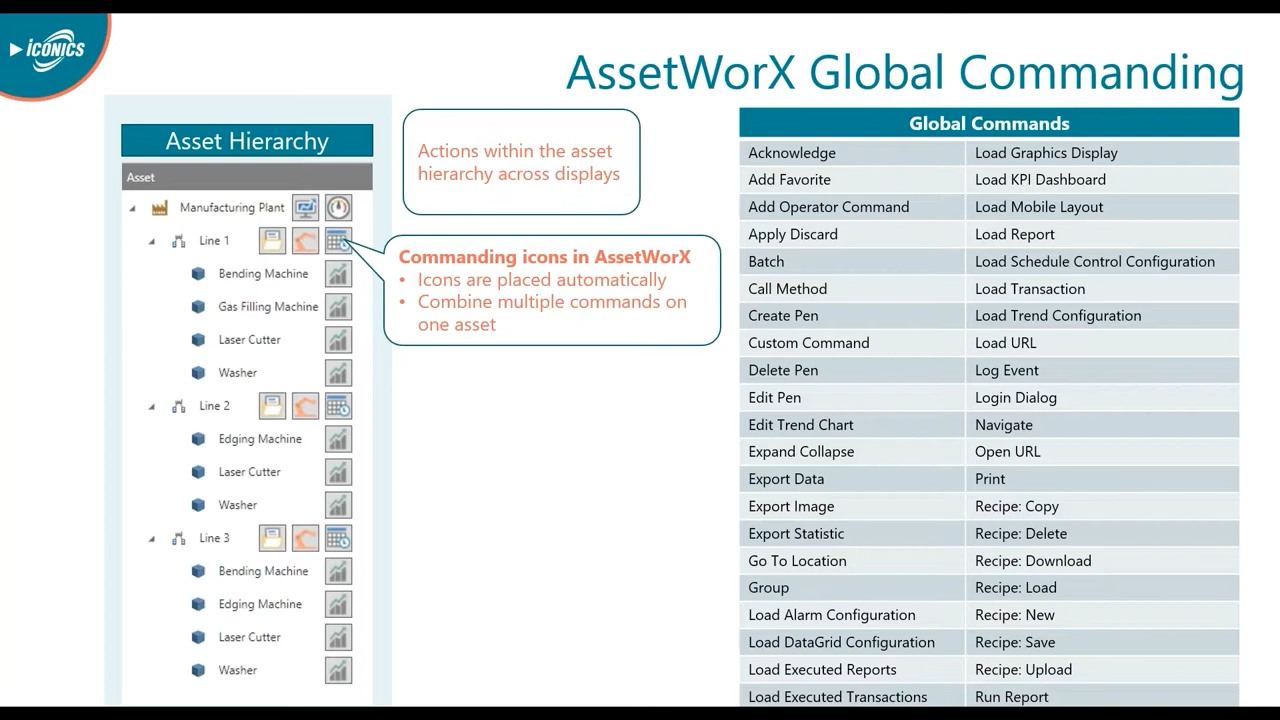 ICONICS
AssetWorX Global Commanding
Asset Hierarchy
Asset
Manufacturing Plant
Line 1
Bending Machine
Gas Filling Machine
Laser Cutter
Washer
Line 2
Edging Machine
Laser Cutter
Washer
Line 3
Bending Machine
Edging Machine
Laser Cutter
Washer
Actions within the asset
hierarchy across displays
Commanding icons in AssetWorX
• Icons are placed automatically
• Combine multiple commands on
one asset
Global Commands
Acknowledge Load Graphics Display
Add Favorite Load KPI Dashboard
Add Operator Command Load Mobile Layout
Apply Discard Load Report
Batch Load Schedule Control Configuration
Call Method Load Transaction
Create Pen Load Trend Configuration
Custom Command Load URL
Delete Pen Log Event
Edit Pen Login Dialog
Edit Trend Chart Navigate
Expand Collapse Open URL
Export Data Print
Export Image Recipe: Copy
Export Statistic Recipe: Delete
Go To Location Recipe: Download
Group Recipe: Load
Load Alarm Configuration Recipe: New
Load DataGrid Configuration Recipe: Save
Load Executed Reports Recipe: Upload
Load Executed Transactions Run Report